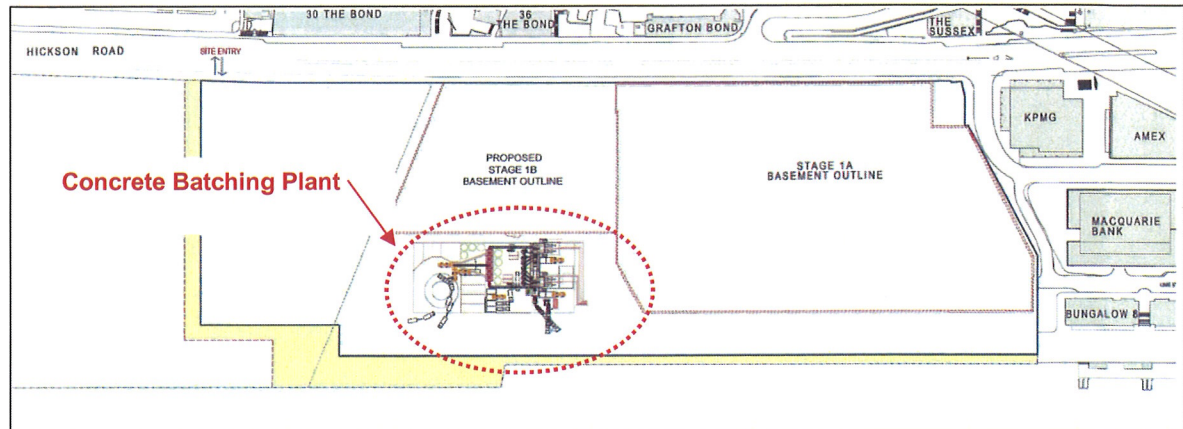 30 THE BOND
36
THE BOND
GRAFTON BOND
THE
SUSSEX
HICKSON ROAD
SITE ENTRY
KPMG
AMEX
PROPOSED
STAGE 1B
BASEMENT OUTLINE
STAGE 1A
BASEMENT OUTLINE
Concrete Batching Plant
MACQUARIE
BANK
BUNGALOW 8